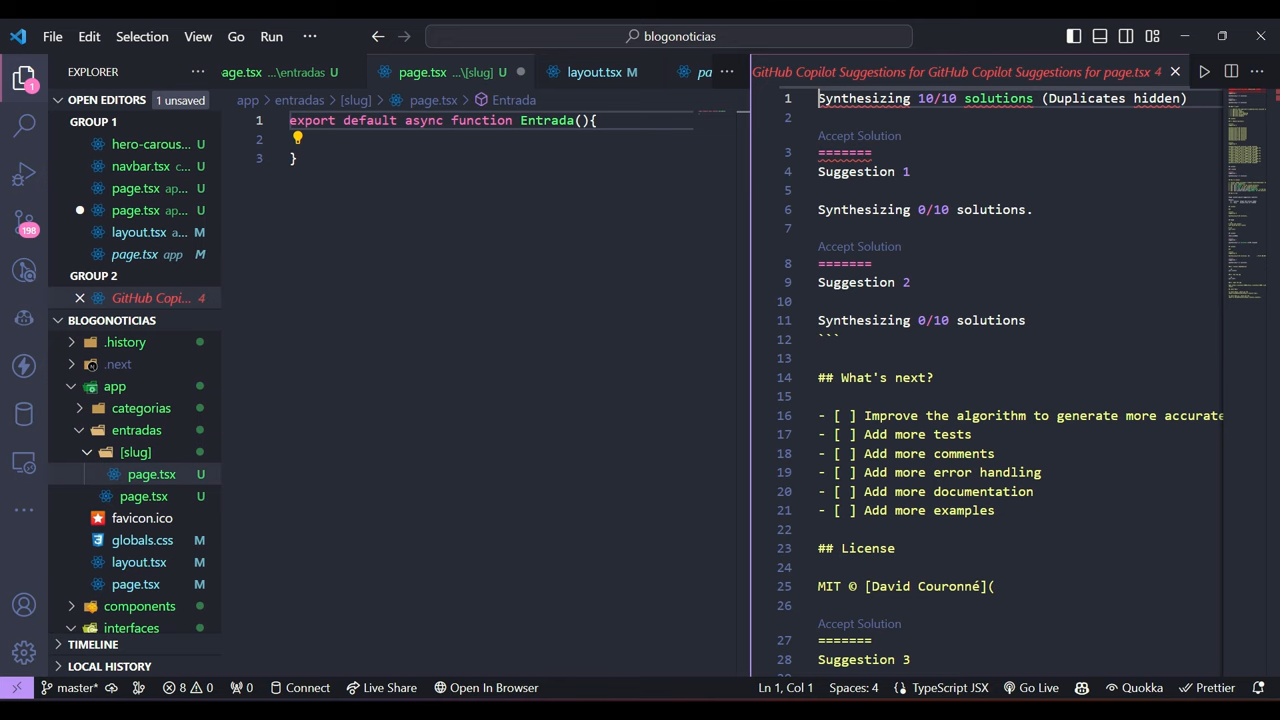 File Edit Selection View Go Run ··· blogonoticias
EXPLORER ···
OPEN EDITORS 1 unsaved
GROUP 1
hero-carous... U
navbar.tsx c... U
page.tsx ap... U
page.tsx ap... U
layout.tsx a... M
page.tsx app M
GROUP 2
GitHub Copi... 4
BLOGONOTICIAS
.history
.next
app
categorias
entradas
[slug]
page.tsx U
page.tsx U
favicon.ico
globals.css M
layout.tsx M
page.tsx M
components
interfaces
TIMELINE
LOCAL HISTORY
1
198
age.tsx ...\entradas U
page.tsx ...\[slug] U
layout.tsx M
pa ···
app > entradas > [slug] > page.tsx > Entrada
1 export default async function Entrada(){
2
3 }
GitHub Copilot Suggestions for GitHub Copilot Suggestions for page.tsx 4
1 Synthesizing 10/10 solutions (Duplicates hidden)
2
Accept Solution
3 =======
4 Suggestion 1
5
6 Synthesizing 0/10 solutions.
7
Accept Solution
8 =======
9 Suggestion 2
10
11 Synthesizing 0/10 solutions
12 ```
13
14 ## What's next?
15
16 - [ ] Improve the algorithm to generate more accurate
17 - [ ] Add more tests
18 - [ ] Add more comments
19 - [ ] Add more error handling
20 - [ ] Add more documentation
21 - [ ] Add more examples
22
23 ## License
24
25 MIT © [David Couronné](
26
Accept Solution
27 =======
28 Suggestion 3
master* 8 0 0 Connect Live Share Open In Browser Ln 1, Col 1 Spaces: 4 TypeScript JSX Go Live Quokka Prettier